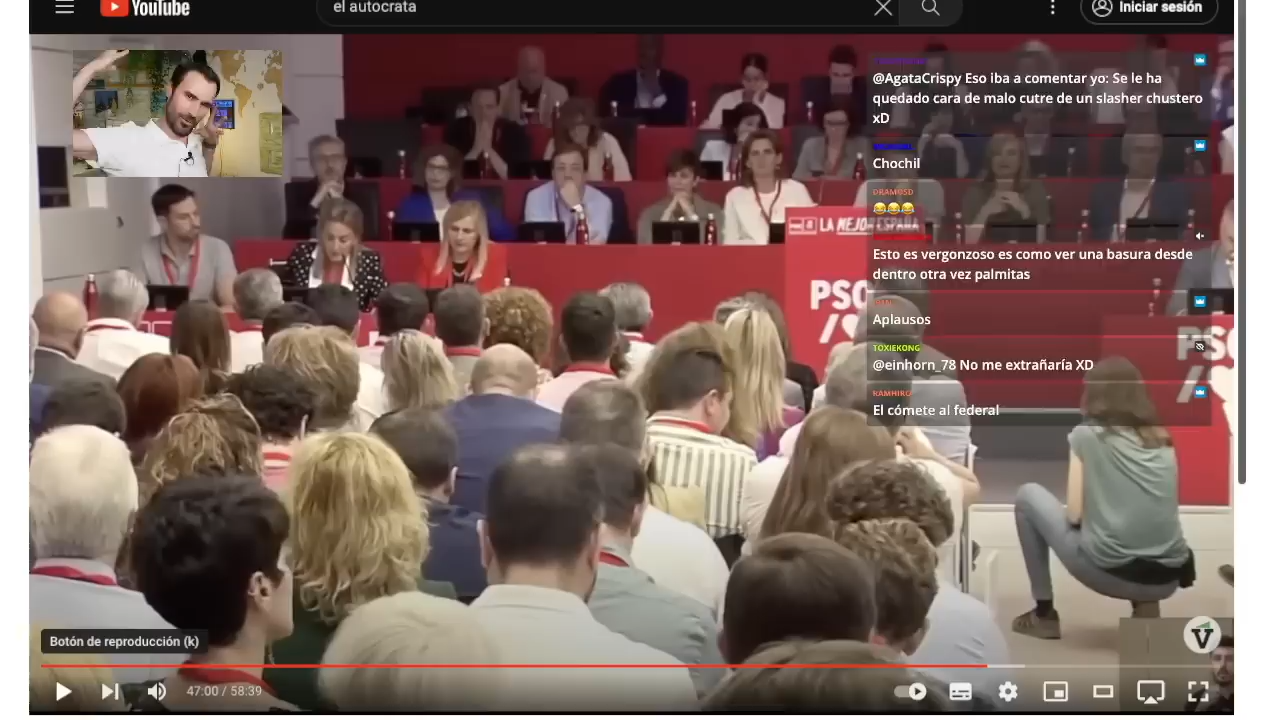 YouTube
el autocrata
Iniciar sesión
@AgataCrispy Eso iba a comentar yo: Se le ha
quedado cara de malo cutre de un slasher chustero
xD
Chochil
DRAMUSD
😂😂😂
LA MEJOR ESPAÑA
Esto es vergonzoso es como ver una basura desde
dentro otra vez palmitas
PSO
Aplausos
TOXIEKONG
@einhorn_78 No me extrañaría XD
PSO
RAMHIRO
El cómete al federal
Botón de reproducción (k)
V
47:00 / 58:39